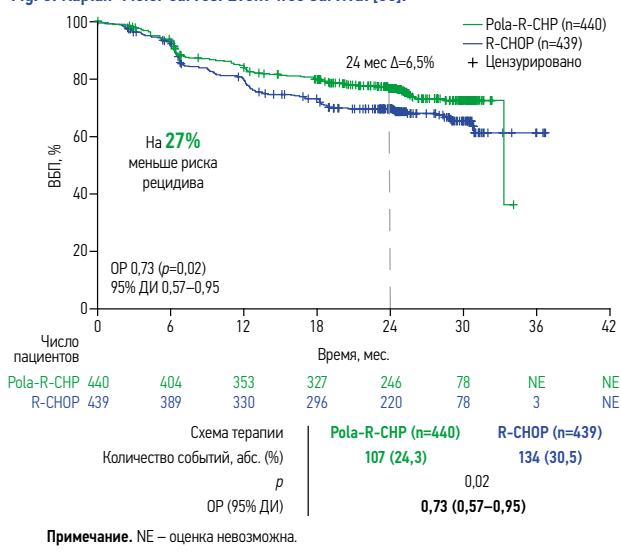 Pola-R-CHP (n=440)
R-CHOP (n=439)
Цензурировано
24 мес Δ=6,5%
100
80
60
40
20
0
ВБП, %
На 27%
меньше риска
рецидива
ОР 0,73 (p=0,02)
95% ДИ 0,57–0,95
0 6 12 18 24 30 36 42
Время, мес.
Число
пациентов
Pola-R-CHP 440 404 353 327 246 78 NE NE
R-CHOP 439 389 330 296 220 78 3 NE
Схема терапии Pola-R-CHP (n=440) R-CHOP (n=439)
Количество событий, абс. (%) 107 (24,3) 134 (30,5)
p 0,02
ОР (95% ДИ) 0,73 (0,57–0,95)
Примечание. NE – оценка невозможна.